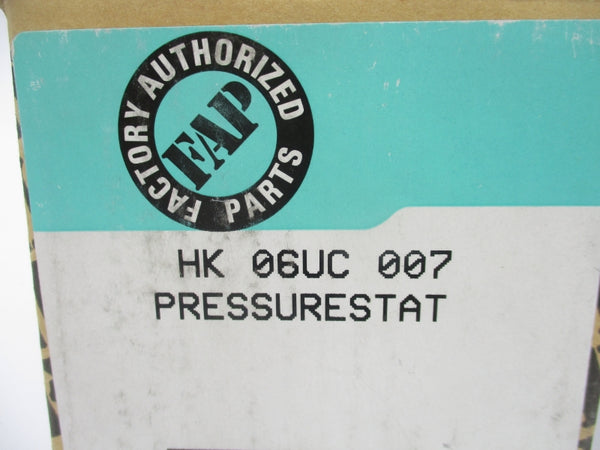 FACTORY AUTHORIZED PARTS
FAP
HK 06UC 007
PRESSURESTAT